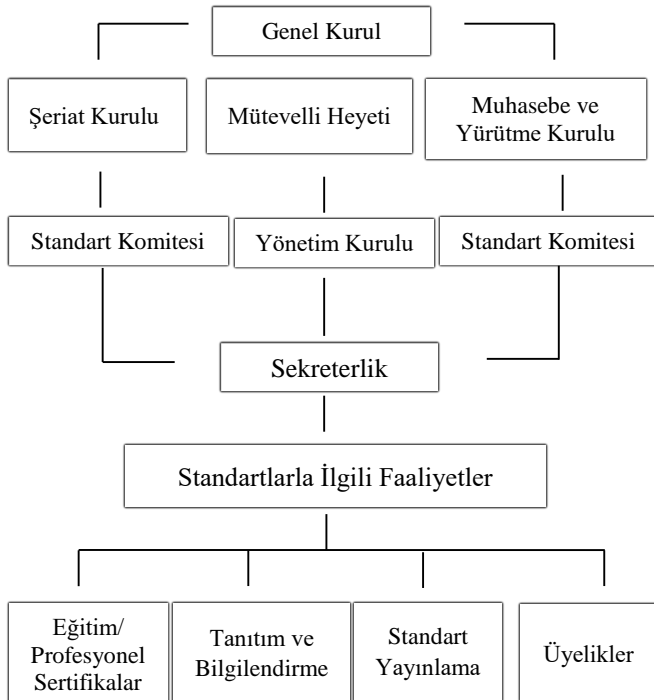 Genel Kurul
Şeriat Kurulu
Mütevelli Heyeti
Muhasebe ve
Yürütme Kurulu
Standart Komitesi
Yönetim Kurulu
Standart Komitesi
Sekreterlik
Standartlarla İlgili Faaliyetler
Eğitim/
Profesyonel
Sertifikalar
Tanıtım ve
Bilgilendirme
Standart
Yayınlama
Üyelikler